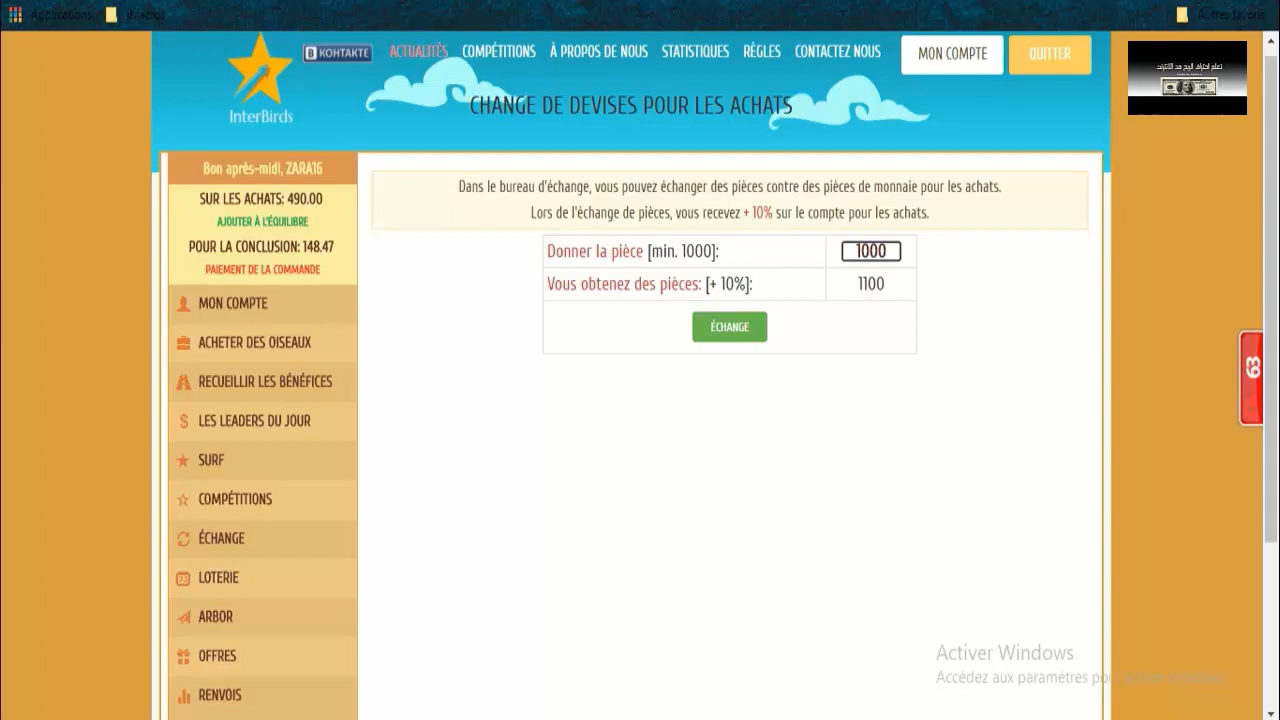 Applications
iMacros
Autres favoris
InterBirds
В КОНТАКТЕ
ACTUALITÉS
COMPÉTITIONS
À PROPOS DE NOUS
STATISTIQUES
RÈGLES
CONTACTEZ NOUS
MON COMPTE
QUITTER
CHANGE DE DEVISES POUR LES ACHATS
Bon après-midi, ZARA16
SUR LES ACHATS: 490.00
AJOUTER À L'ÉQUILIBRE
POUR LA CONCLUSION: 148.47
PAIEMENT DE LA COMMANDE
MON COMPTE
ACHETER DES OISEAUX
RECUEILLIR LES BÉNÉFICES
LES LEADERS DU JOUR
SURF
COMPÉTITIONS
ÉCHANGE
LOTERIE
ARBOR
OFFRES
RENVOIS
Dans le bureau d'échange, vous pouvez échanger des pièces contre des pièces de monnaie pour les achats.
Lors de l'échange de pièces, vous recevez + 10% sur le compte pour les achats.
Donner la pièce [min. 1000]: 1000
Vous obtenez des pièces: [+ 10%]: 1100
ÉCHANGE
63
Activer Windows
Accédez aux paramètres